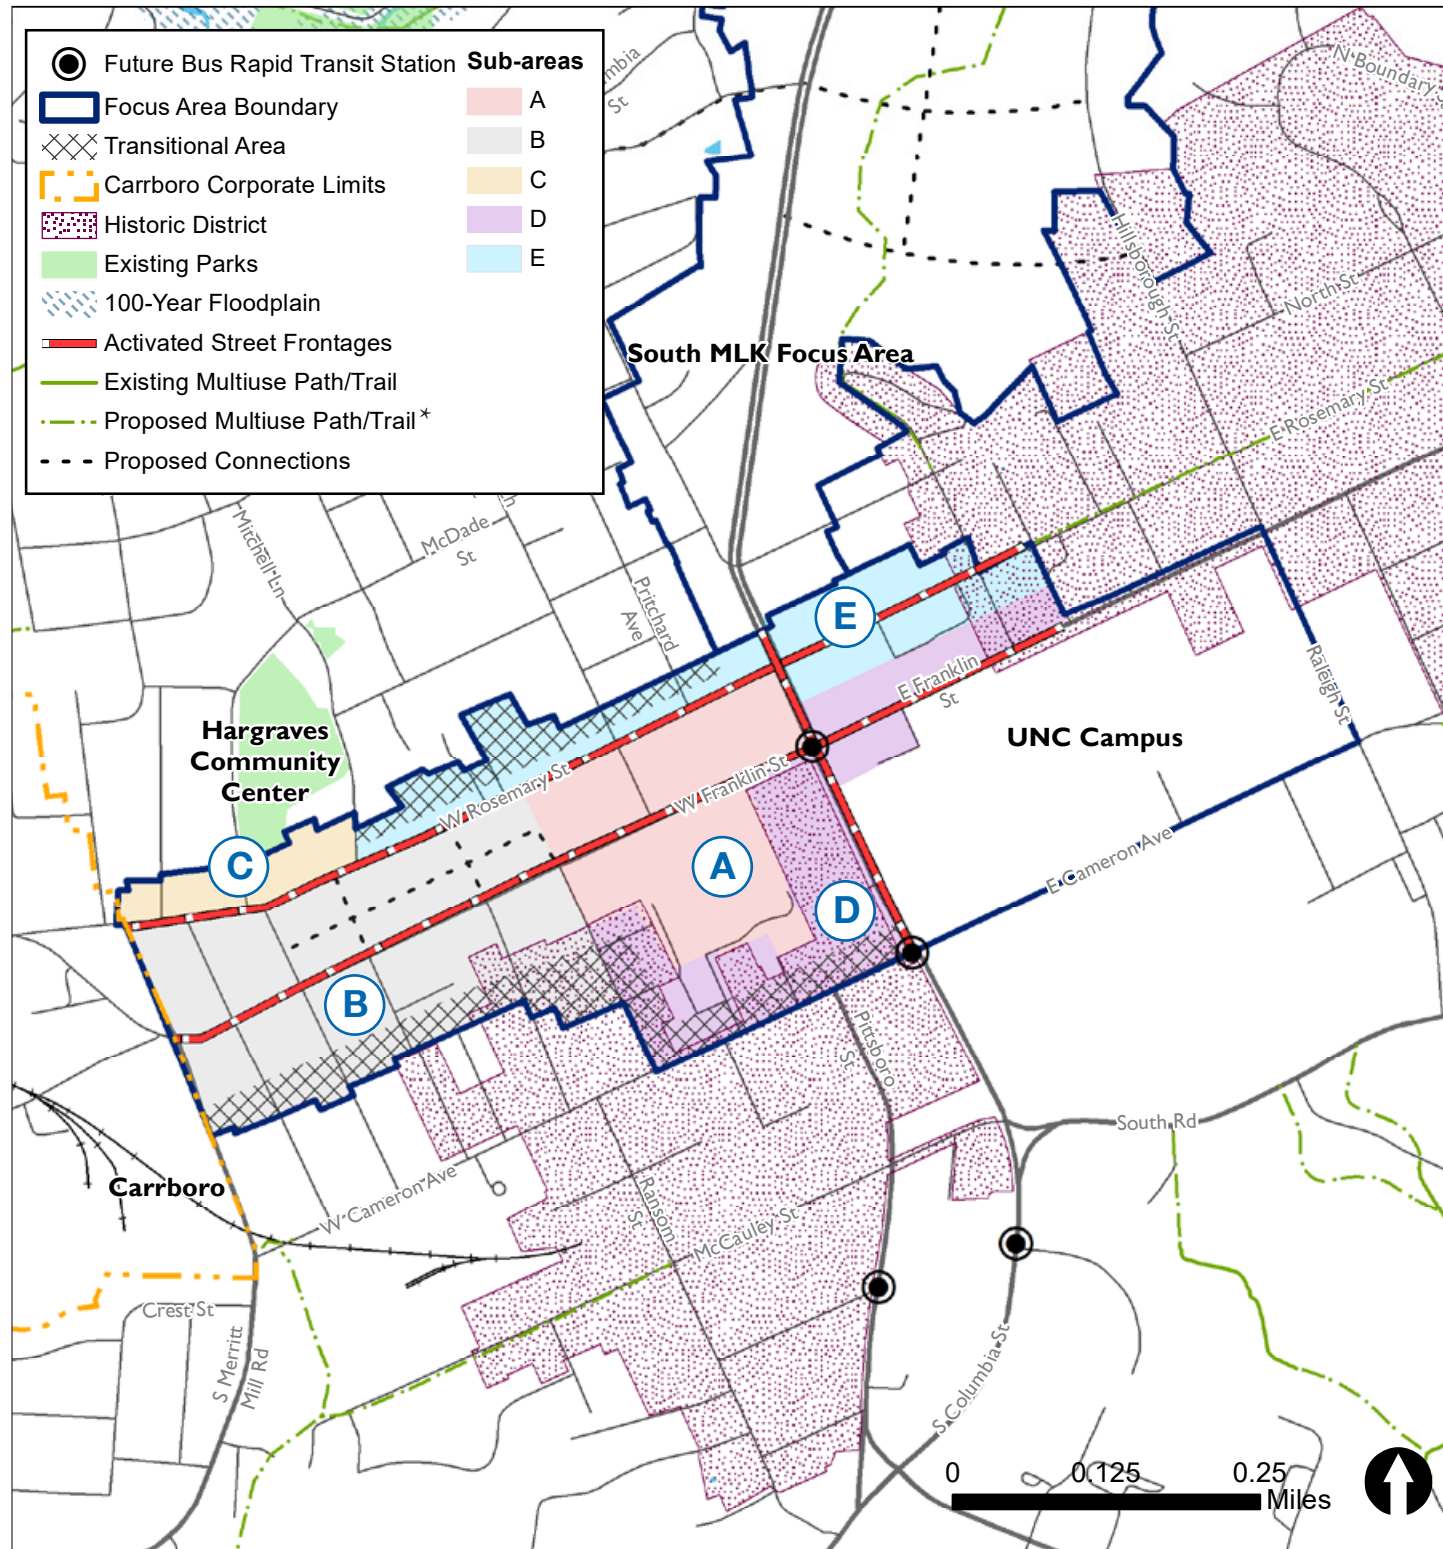 Future Bus Rapid Transit Station
Focus Area Boundary
Transitional Area
Carrboro Corporate Limits
Historic District
Existing Parks
100-Year Floodplain
Activated Street Frontages
Existing Multiuse Path/Trail
Proposed Multiuse Path/Trail*
Proposed Connections
Sub-areas
A
B
C
D
E
mbia
St
N Boundary
Hillsborough St
North St
South MLK Focus Area
E Rosemary St
Mitchell Ln
McDade
St
Pritchard
Ave
E
E Franklin
St
Raleigh St
Hargraves
Community
Center
UNC Campus
W Rosemary St
W Franklin St
C
A
D
E Cameron Ave
B
Pittsboro
St
South Rd
Carrboro
W Cameron Ave
Ransom
St
McCauley St
Crest St
S Merritt
Mill Rd
S Columbia St
0
0.125
0.25
Miles